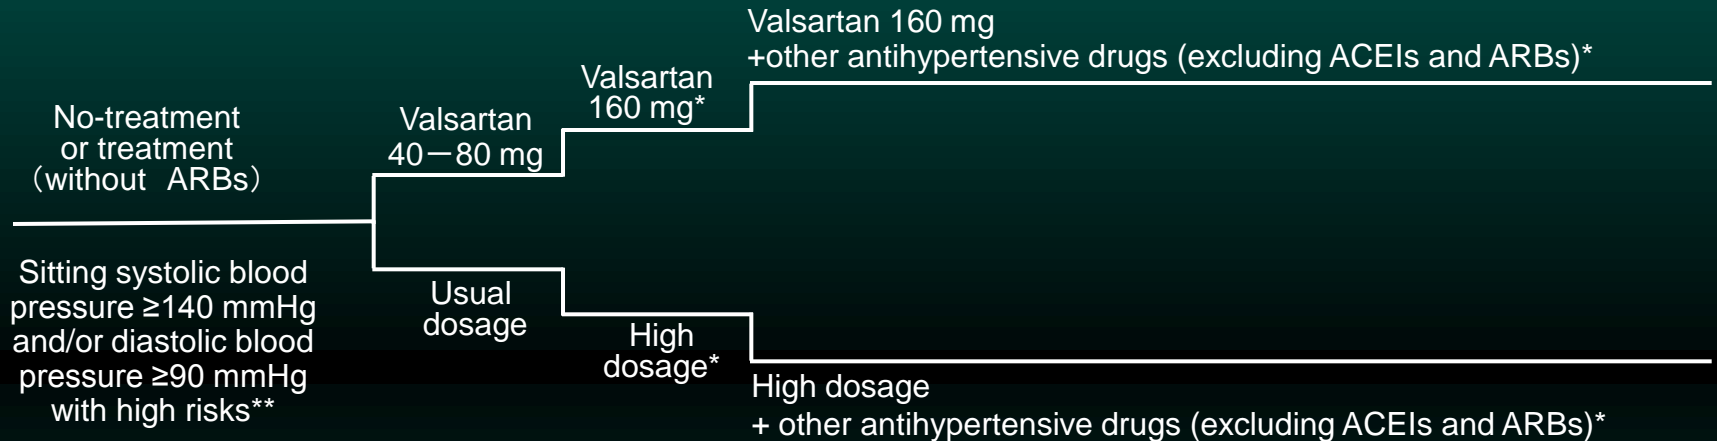 No-treatment
or treatment
（without ARBs）
Sitting systolic blood
pressure ≥140 mmHg
and/or diastolic blood
pressure ≥90 mmHg
with high risks**
Valsartan
40－80 mg
Valsartan
160 mg*
Valsartan 160 mg
+other antihypertensive drugs (excluding ACEIs and ARBs)*
Usual
dosage
High
dosage*
High dosage
+ other antihypertensive drugs (excluding ACEIs and ARBs)*